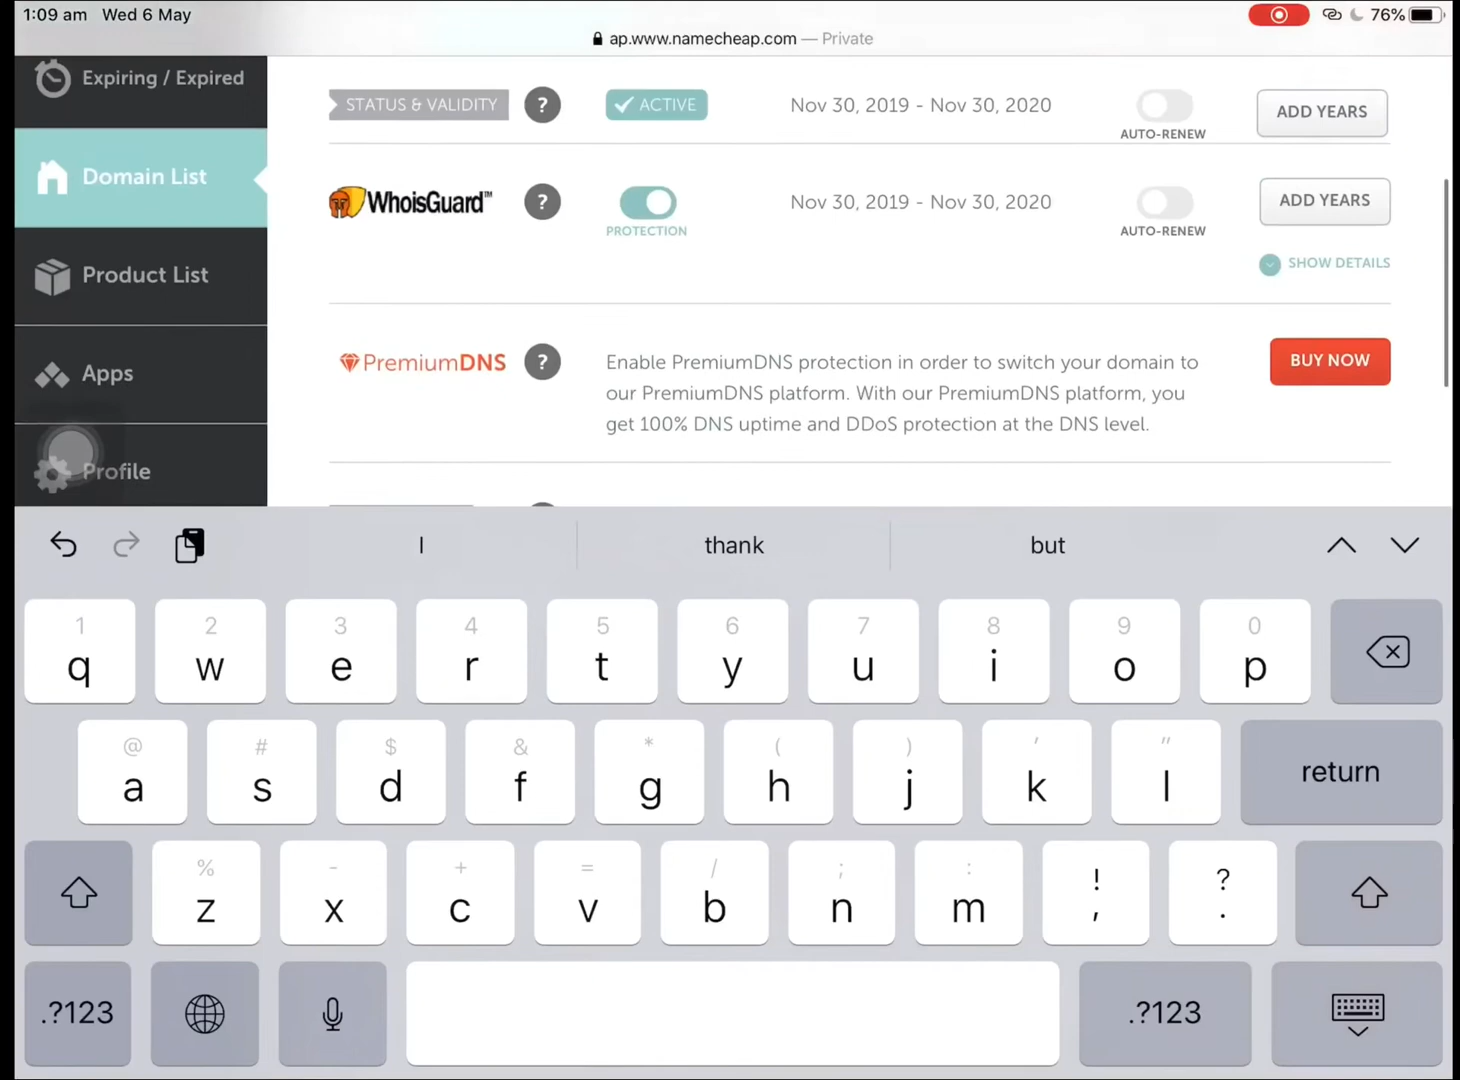 1:09 am Wed 6 May
76%
ap.www.namecheap.com — Private
Expiring / Expired
STATUS & VALIDITY ? ACTIVE Nov 30, 2019 - Nov 30, 2020 ADD YEARS
AUTO-RENEW
Domain List
WhoisGuard™ ? Nov 30, 2019 - Nov 30, 2020 ADD YEARS
PROTECTION AUTO-RENEW
SHOW DETAILS
Product List
PremiumDNS ? Enable PremiumDNS protection in order to switch your domain to
our PremiumDNS platform. With our PremiumDNS platform, you
get 100% DNS uptime and DDoS protection at the DNS level.
BUY NOW
Apps
Profile
I thank but
1 2 3 4 5 6 7 8 9 0
q w e r t y u i o p
@ # $ & * ( ) ' "
a s d f g h j k l return
% - + = / ; : ! ?
z x c v b n m , .
.?123 .?123